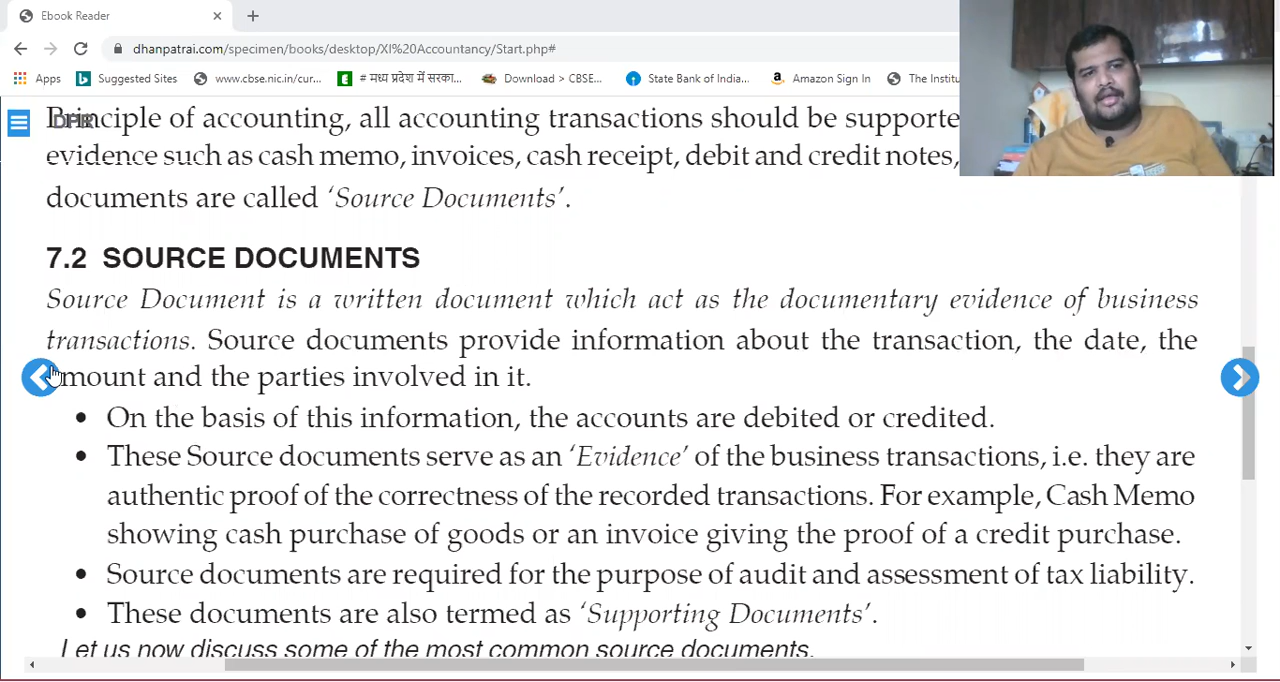 Ebook Reader
dhanpatrai.com/specimen/books/desktop/XI%20Accountancy/Start.php#
Apps Suggested Sites www.cbse.nic.in/cur... # मध्य प्रदेश में सरका... Download > CBSE... State Bank of India... Amazon Sign In The Institu
DPR
Principle of accounting, all accounting transactions should be supporte
evidence such as cash memo, invoices, cash receipt, debit and credit notes,
documents are called ‘Source Documents’.
7.2 SOURCE DOCUMENTS
Source Document is a written document which act as the documentary evidence of business
transactions. Source documents provide information about the transaction, the date, the
amount and the parties involved in it.
• On the basis of this information, the accounts are debited or credited.
• These Source documents serve as an ‘Evidence’ of the business transactions, i.e. they are
authentic proof of the correctness of the recorded transactions. For example, Cash Memo
showing cash purchase of goods or an invoice giving the proof of a credit purchase.
• Source documents are required for the purpose of audit and assessment of tax liability.
• These documents are also termed as ‘Supporting Documents’.
Let us now discuss some of the most common source documents.